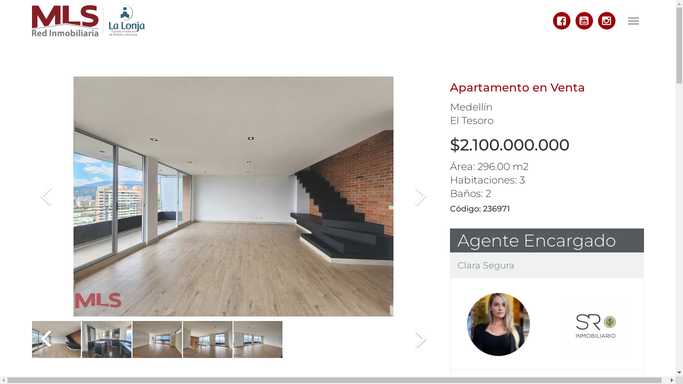 MLS
Red Inmobiliaria
La Lonja
Apartamento en Venta
Medellín
El Tesoro
$2.100.000.000
Área: 296.00 m2
Habitaciones: 3
Baños: 2
Código: 236971
MLS
Agente Encargado
Clara Segura
SR
INMOBILIARIO